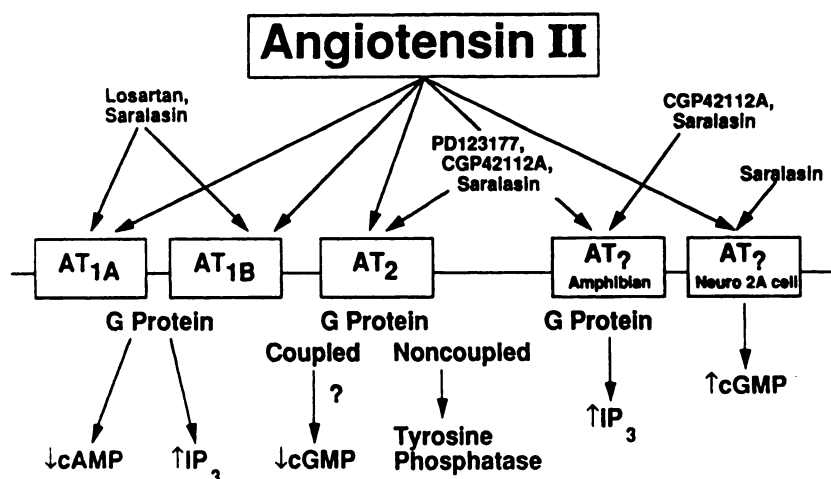 Angiotensin II
Losartan,
Saralasin
PD123177,
CGP42112A,
Saralasin
CGP42112A,
Saralasin
Saralasin
AT1A
AT1B
AT2
AT?
Amphibian
AT?
Neuro 2A cell
G Protein
G Protein
G Protein
Coupled
Noncoupled
?
↓cAMP
↑IP3
↓cGMP
Tyrosine
Phosphatase
↑IP3
↑cGMP